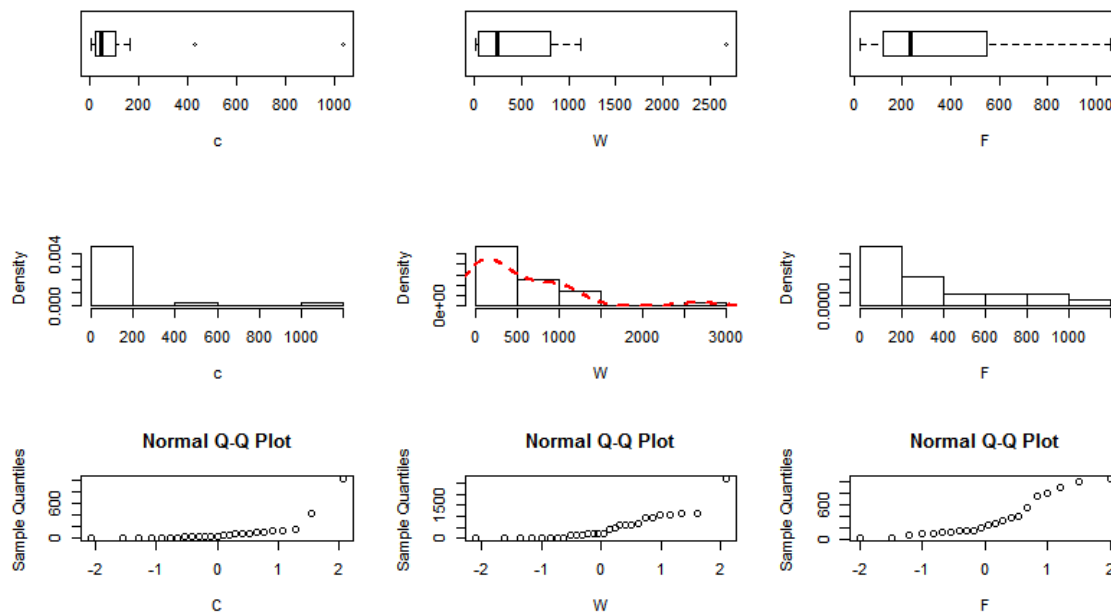 0 200 400 600 800 1000
c
0 500 1000 1500 2000 2500
W
0 200 400 600 800 1000
F
Density
0.000 0.004
0 200 400 600 800 1000
c
Density
0e+00
0 500 1000 1500 2000 3000
W
Density
0.0000
0 200 400 600 800 1000
F
Normal Q-Q Plot
Sample Quantiles
0 600
-2 -1 0 1 2
C
Normal Q-Q Plot
Sample Quantiles
0 1500
-2 -1 0 1 2
W
Normal Q-Q Plot
Sample Quantiles
0 600
-2 -1 0 1 2
F